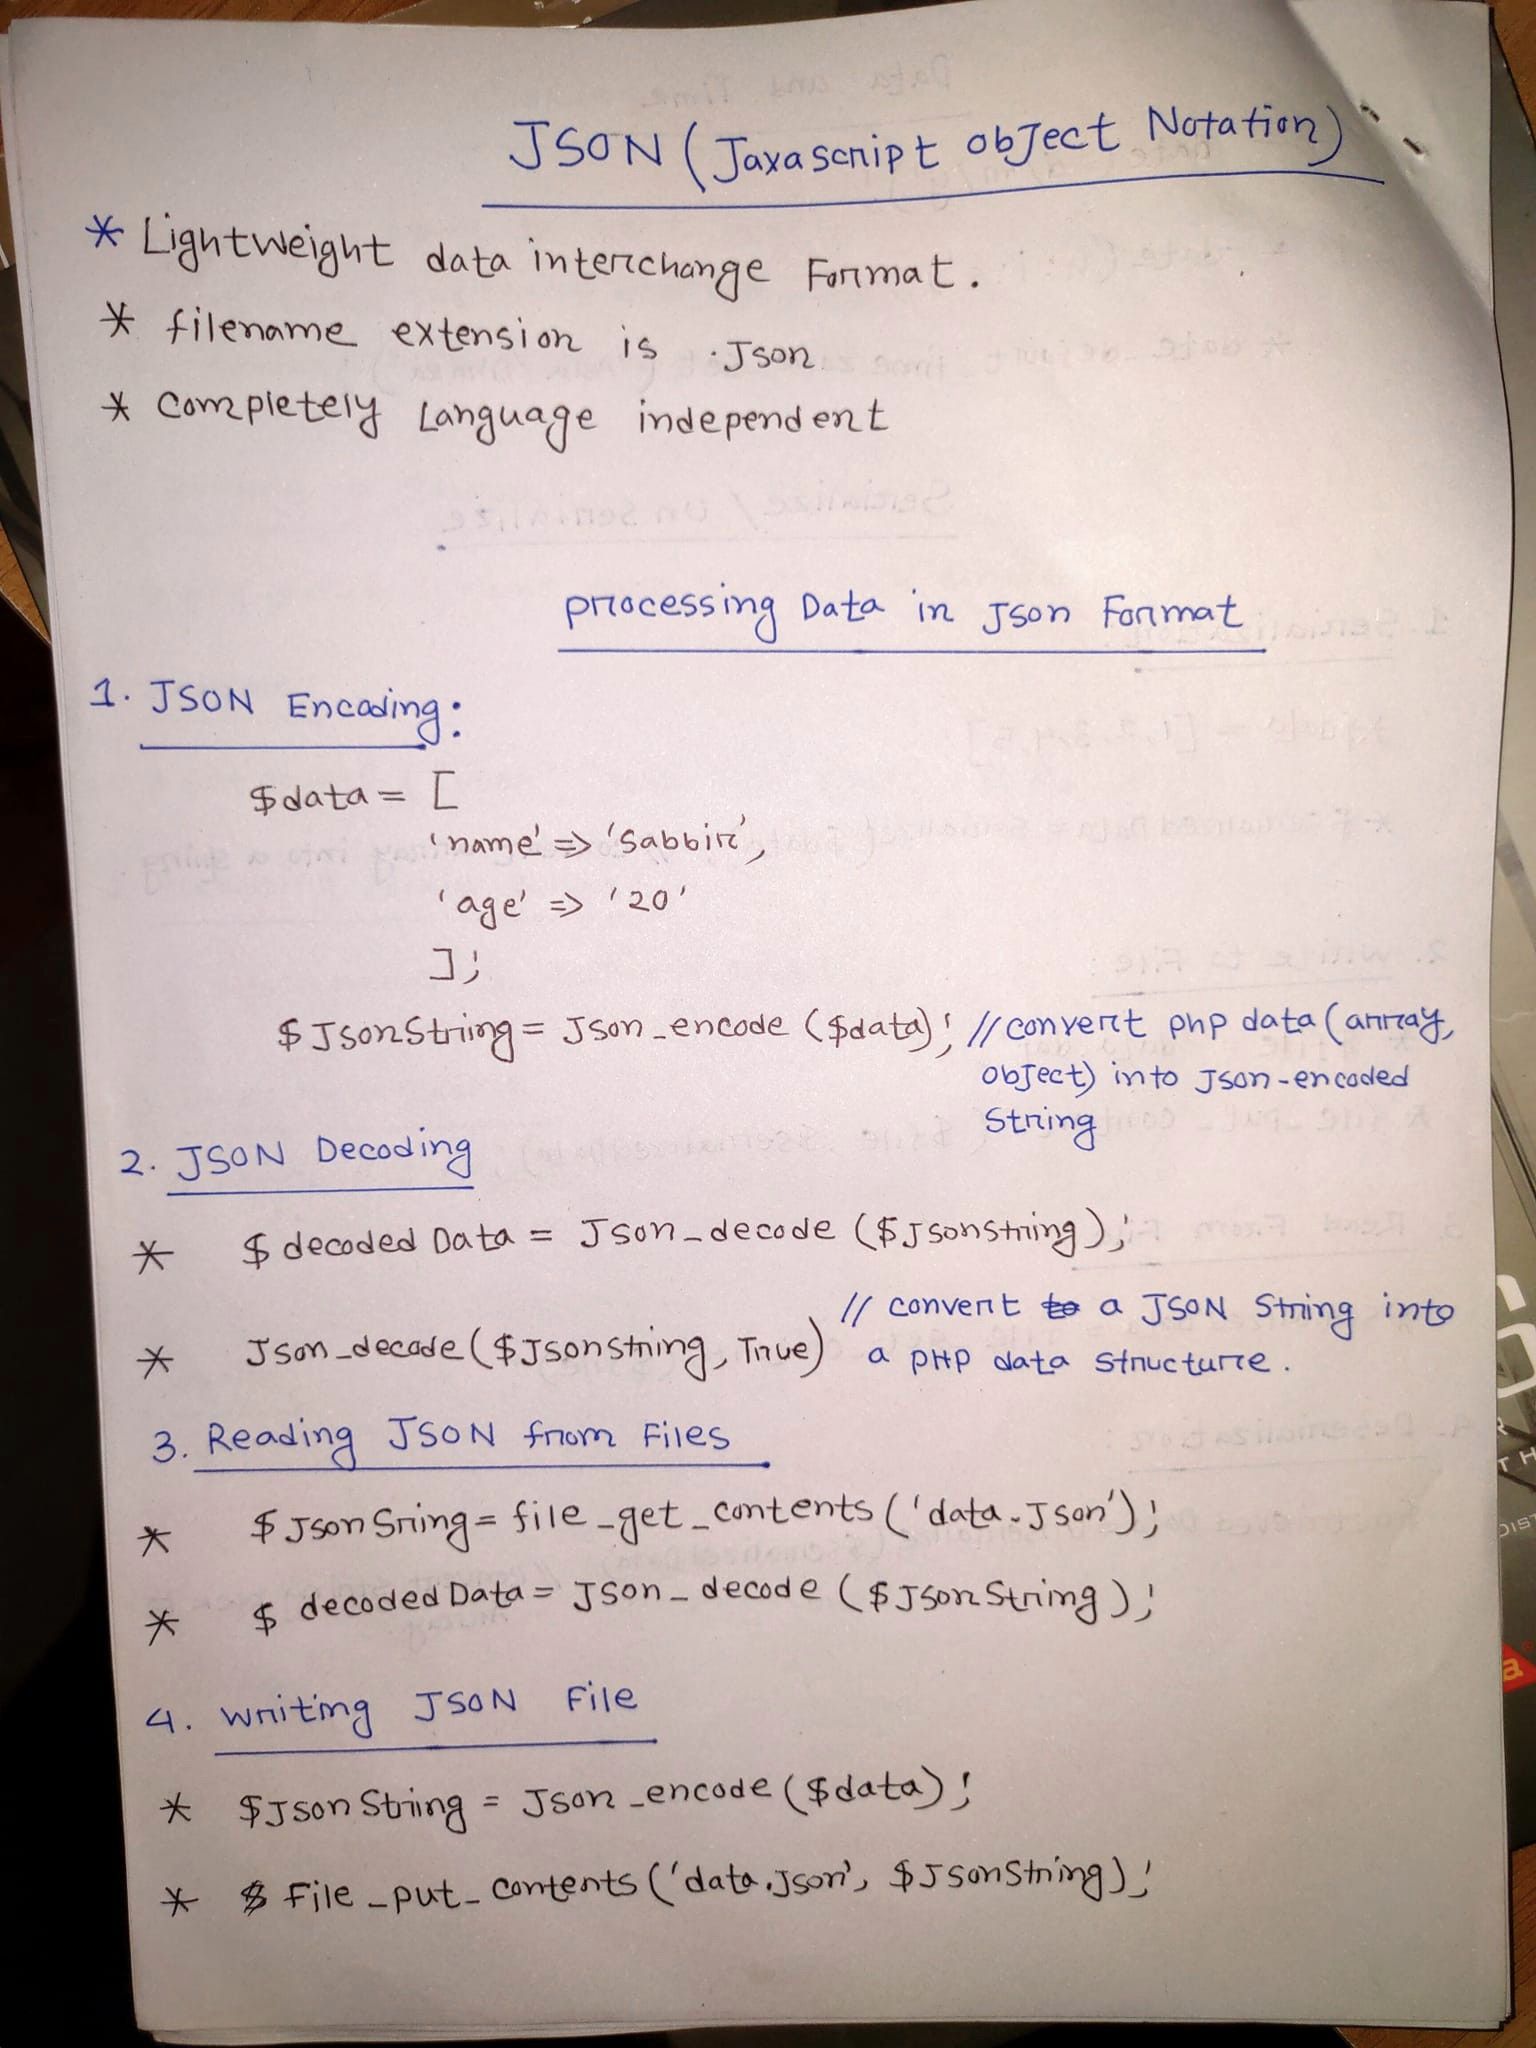 JSON (Jaxascript object Notation)
* Lightweight data interchange Format.
* filename extension is .Json
* Completely Language independent
processing Data in Json Format
1. JSON Encoding:
$data = [
'name' => 'Sabbir',
'age' => '20'
];
$JsonString = Json_encode ($data); // convert php data (array,
object) into Json-encoded
String
2. JSON Decoding
* $decoded Data = Json_decode ($Jsonstring);
// convert to a JSON String into
* Json_decode ($Jsonstring, True)
a PHP data structure.
3. Reading JSON from Files
* $Json Sring = file_get_contents ('data.Json');
* $ decoded Data = Json_decode ($JsonString);
4. writing JSON File
* $Json String = Json_encode ($data);
* $ File_put_contents ('data.json', $JsonString);